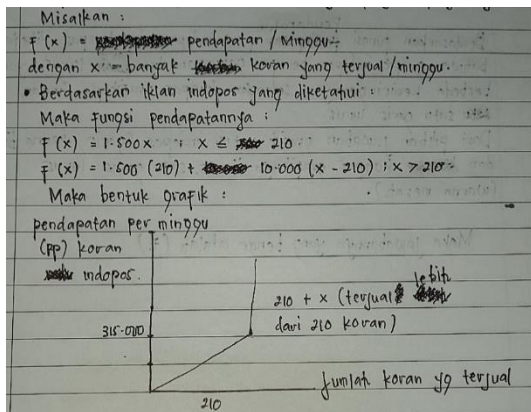 Misalkan :
F (x) = pendapatan / Minggu.
dengan x = banyak koran yang terjual / minggu.
• Berdasarkan iklan indopos yang diketahui :
Maka fungsi pendapatannya :
F (x) = 1.500x ; x ≤ 210
F (x) = 1.500 (210) + 10.000 (x - 210) ; x > 210.
Maka bentuk grafik :
pendapatan per minggu
(RP) koran
indopos.
210 + x (terjual lebih
dari 210 koran)
315.000
Jumlah koran yg terjual
210